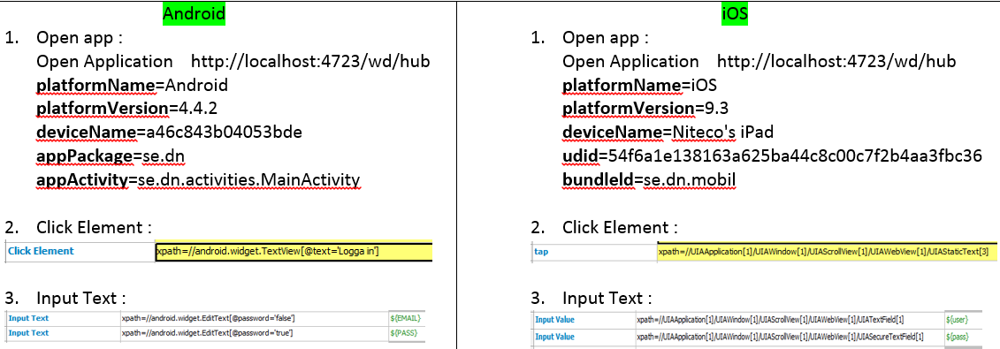 Android
1. Open app :
Open Application http://localhost:4723/wd/hub
platformName=Android
platformVersion=4.4.2
deviceName=a46c843b04053bde
appPackage=se.dn
appActivity=se.dn.activities.MainActivity
2. Click Element :
Click Element xpath=//android.widget.TextView[@text='Logga in']
3. Input Text :
Input Text xpath=//android.widget.EditText[@password='false'] ${EMAIL}
Input Text xpath=//android.widget.EditText[@password='true'] ${PASS}
iOS
1. Open app :
Open Application http://localhost:4723/wd/hub
platformName=iOS
platformVersion=9.3
deviceName=Niteco's iPad
udid=54f6a1e138163a625ba44c8c00c7f2b4aa3fbc36
bundleId=se.dn.mobil
2. Click Element :
tap xpath=//UIAApplication[1]/UIAWindow[1]/UIAScrollView[1]/UIAWebView[1]/UIAStaticText[3]
3. Input Text :
Input Value xpath=//UIAApplication[1]/UIAWindow[1]/UIAScrollView[1]/UIAWebView[1]/UIATextField[1] ${user}
Input Value xpath=//UIAApplication[1]/UIAWindow[1]/UIAScrollView[1]/UIAWebView[1]/UIASecureTextField[1] ${pass}